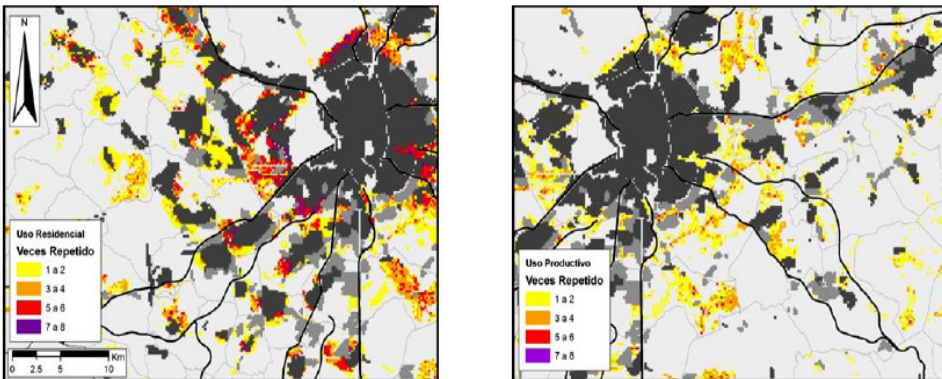 N
Uso Residencial
Veces Repetido
1 a 2
3 a 4
5 a 6
7 a 8
Km
0 2.5 5 10
Uso Productivo
Veces Repetido
1 a 2
3 a 4
5 a 6
7 a 8